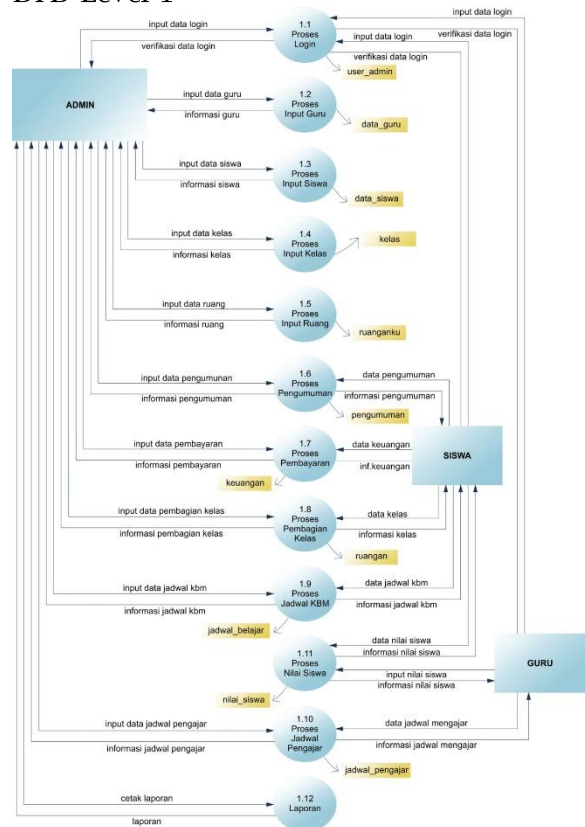 DFD Level 1
input data login
verifikasi data login
1.1
Proses
Login
input data login
verifikasi data login
input data login
verifikasi data login
user_admin
ADMIN
input data guru
informasi guru
1.2
Proses
Input Guru
data_guru
input data siswa
informasi siswa
1.3
Proses
Input Siswa
data_siswa
input data kelas
informasi kelas
1.4
Proses
Input Kelas
kelas
input data ruang
informasi ruang
1.5
Proses
Input Ruang
ruanganku
input data pengumunan
informasi pengumuman
1.6
Proses
Pengumuman
data pengumuman
informasi pengumuman
pengumuman
input data pembayaran
informasi pembayaran
1.7
Proses
Pembayaran
data keuangan
inf.keuangan
keuangan
SISWA
input data pembagian kelas
informasi pembagian kelas
1.8
Proses
Pembagian
Kelas
data kelas
informasi kelas
ruangan
input data jadwal kbm
informasi jadwal kbm
1.9
Proses
Jadwal KBM
data jadwal kbm
informasi jadwal kbm
jadwal_belajar
1.11
Proses
Nilai Siswa
data nilai siswa
informasi nilai siswa
input nilai siswa
informasi nilai siswa
nilai_siswa
GURU
input data jadwal pengajar
informasi jadwal pengajar
1.10
Proses
Jadwal
Pengajar
data jadwal mengajar
informasi jadwal mengajar
jadwal_pengajar
cetak laporan
laporan
1.12
Laporan